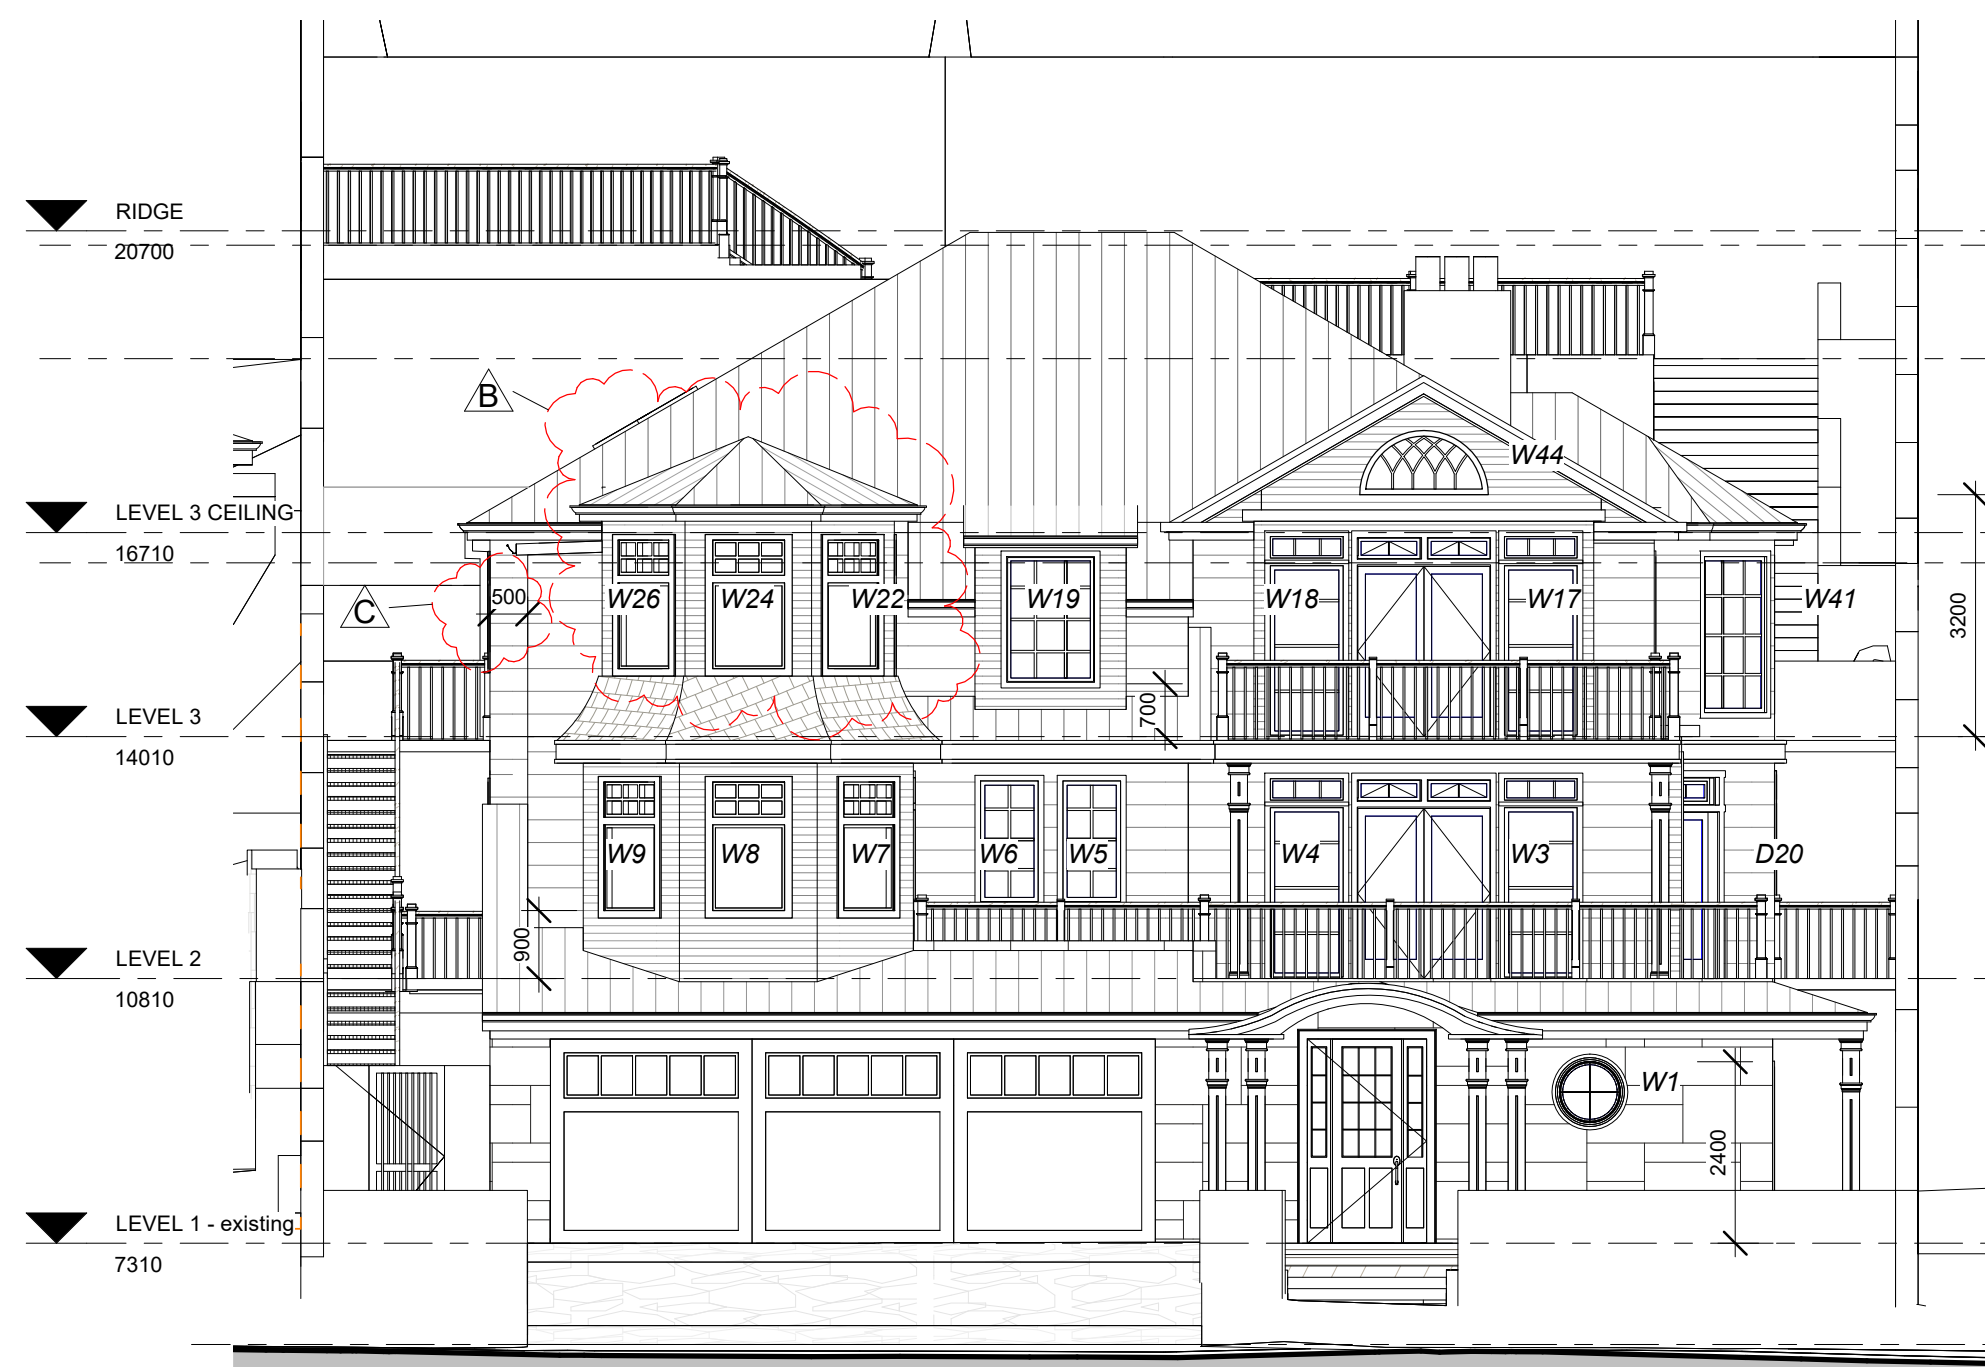 RIDGE
20700
B
W44
LEVEL 3 CEILING
16710
C
500
W26
W24
W22
W19
W18
W17
W41
3200
700
LEVEL 3
14010
W9
W8
W7
W6
W5
W4
W3
D20
900
LEVEL 2
10810
W1
2400
LEVEL 1 - existing
7310